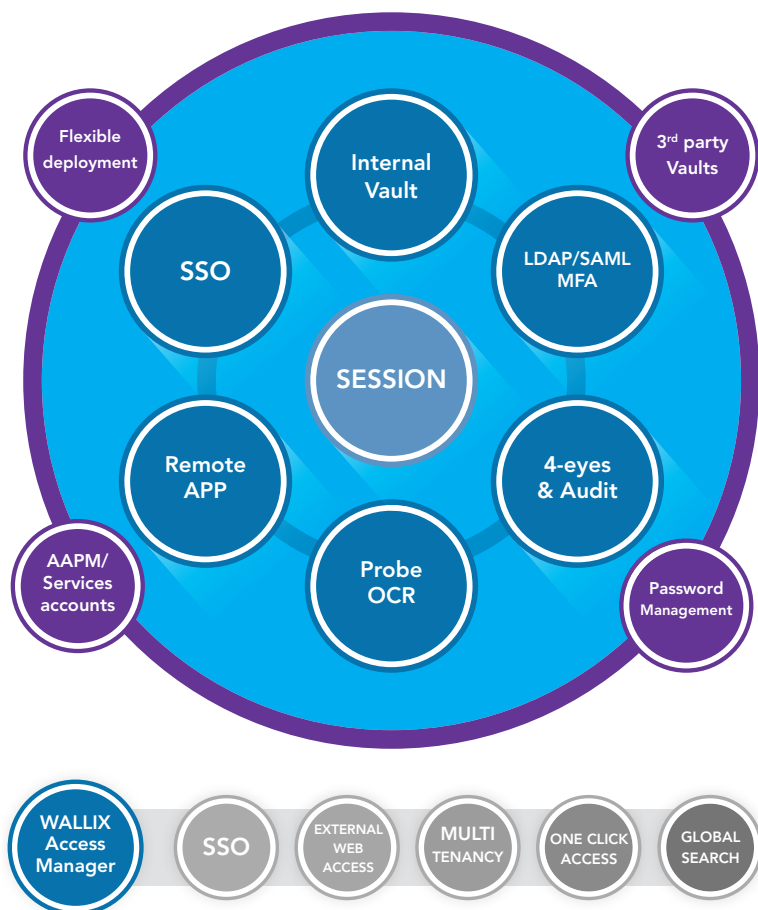 Flexible
deployment
3rd party
Vaults
Internal
Vault
SSO
LDAP/SAML
MFA
SESSION
Remote
APP
4-eyes
& Audit
Probe
OCR
AAPM/
Services
accounts
Password
Management
WALLIX
Access
Manager
SSO
EXTERNAL
WEB
ACCESS
MULTI
TENANCY
ONE CLICK
ACCESS
GLOBAL
SEARCH